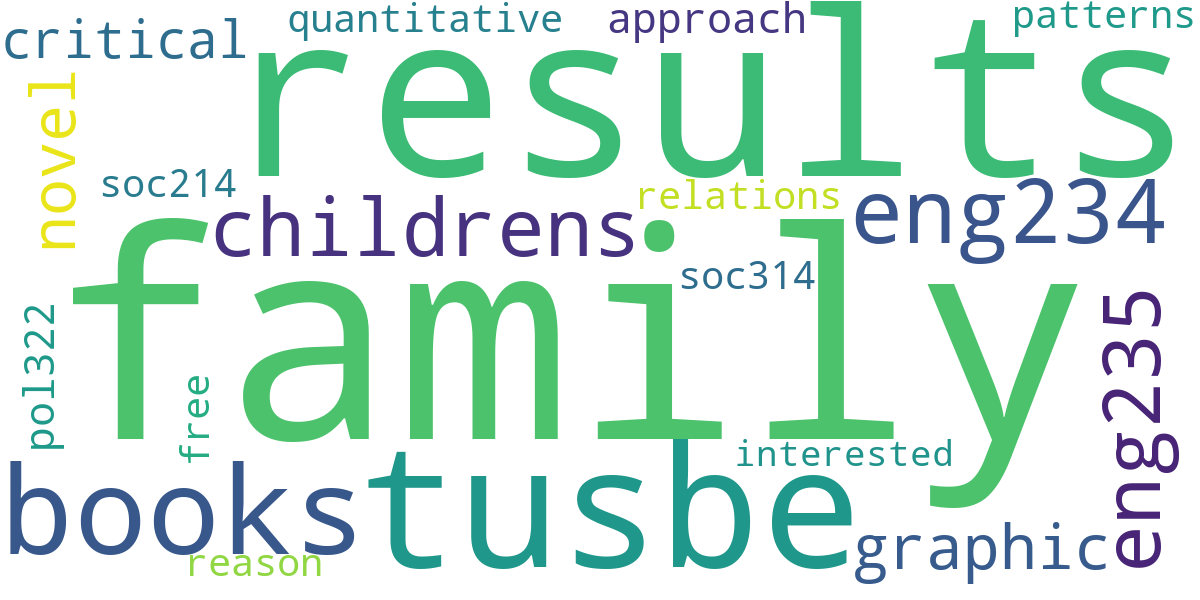 quantitative
approach
patterns
critical
results
novel
soc214
childrens
relations
eng234
family
soc314
pol322
free
eng235
interested
books
tusbe
graphic
reason